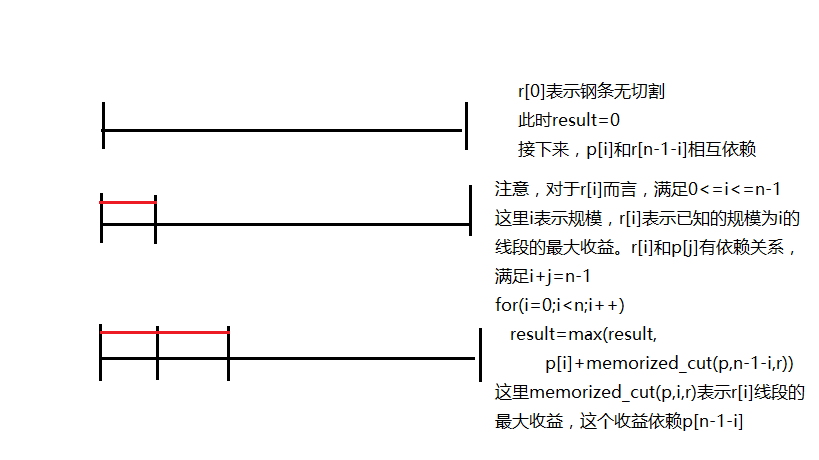 r[0]表示钢条无切割
此时result=0
接下来，p[i]和r[n-1-i]相互依赖
注意，对于r[i]而言，满足0<=i<=n-1
这里i表示规模，r[i]表示已知的规模为i的
线段的最大收益。r[i]和p[j]有依赖关系，
满足i+j=n-1
for(i=0;i<n;i++)
result=max(result,
p[i]+memorized_cut(p,n-1-i,r))
这里memorized_cut(p,i,r)表示r[i]线段的
最大收益，这个收益依赖p[n-1-i]